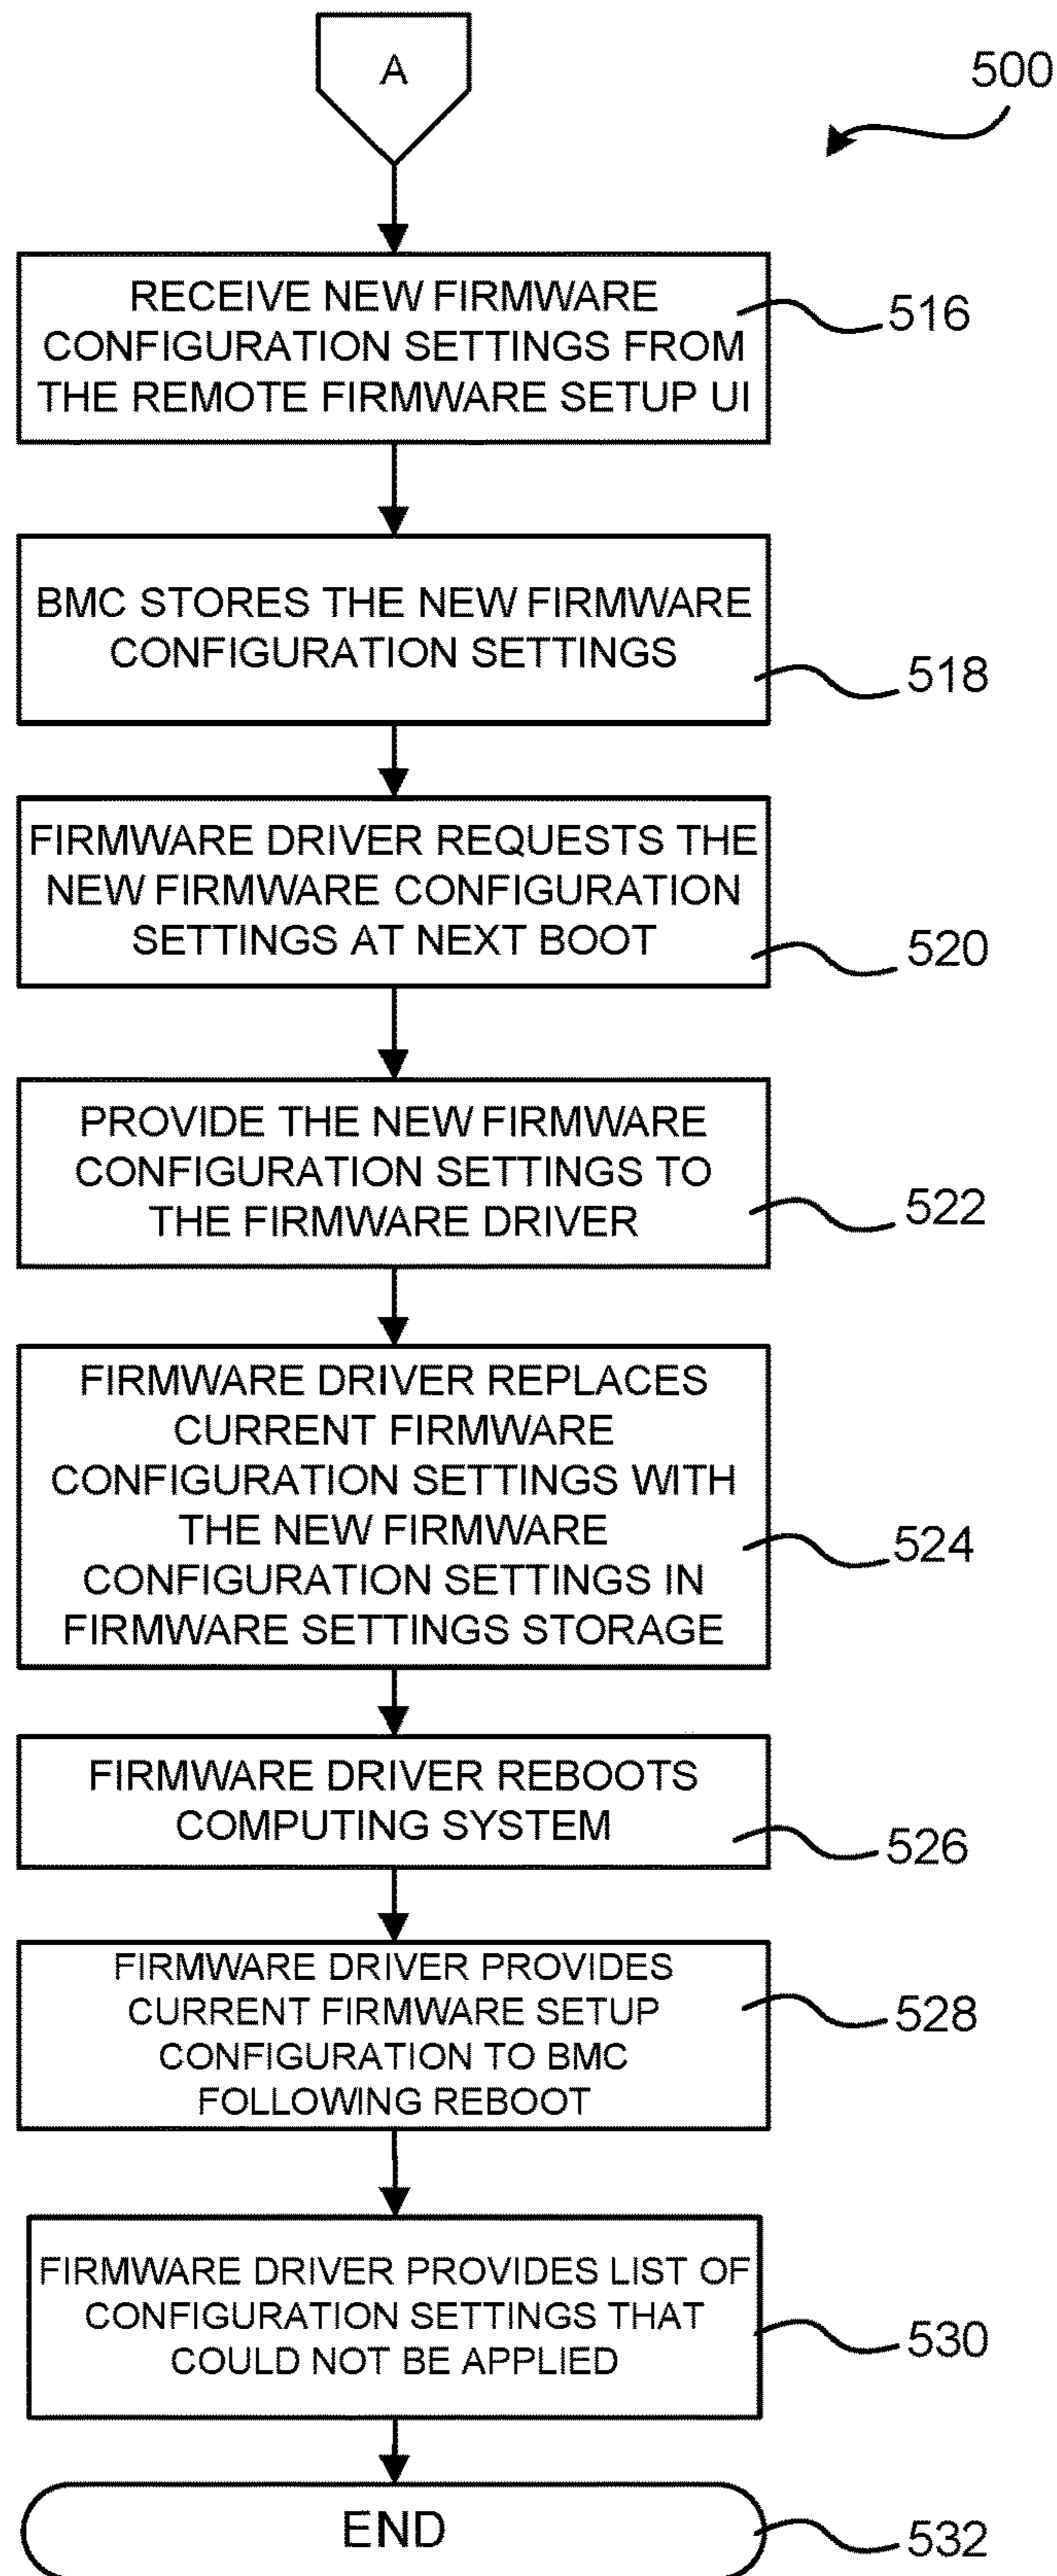 A
500
RECEIVE NEW FIRMWARE
CONFIGURATION SETTINGS FROM
THE REMOTE FIRMWARE SETUP UI
516
BMC STORES THE NEW FIRMWARE
CONFIGURATION SETTINGS
518
FIRMWARE DRIVER REQUESTS THE
NEW FIRMWARE CONFIGURATION
SETTINGS AT NEXT BOOT
520
PROVIDE THE NEW FIRMWARE
CONFIGURATION SETTINGS TO
THE FIRMWARE DRIVER
522
FIRMWARE DRIVER REPLACES
CURRENT FIRMWARE
CONFIGURATION SETTINGS WITH
THE NEW FIRMWARE
CONFIGURATION SETTINGS IN
FIRMWARE SETTINGS STORAGE
524
FIRMWARE DRIVER REBOOTS
COMPUTING SYSTEM
526
FIRMWARE DRIVER PROVIDES
CURRENT FIRMWARE SETUP
CONFIGURATION TO BMC
FOLLOWING REBOOT
528
FIRMWARE DRIVER PROVIDES LIST OF
CONFIGURATION SETTINGS THAT
COULD NOT BE APPLIED
530
END
532